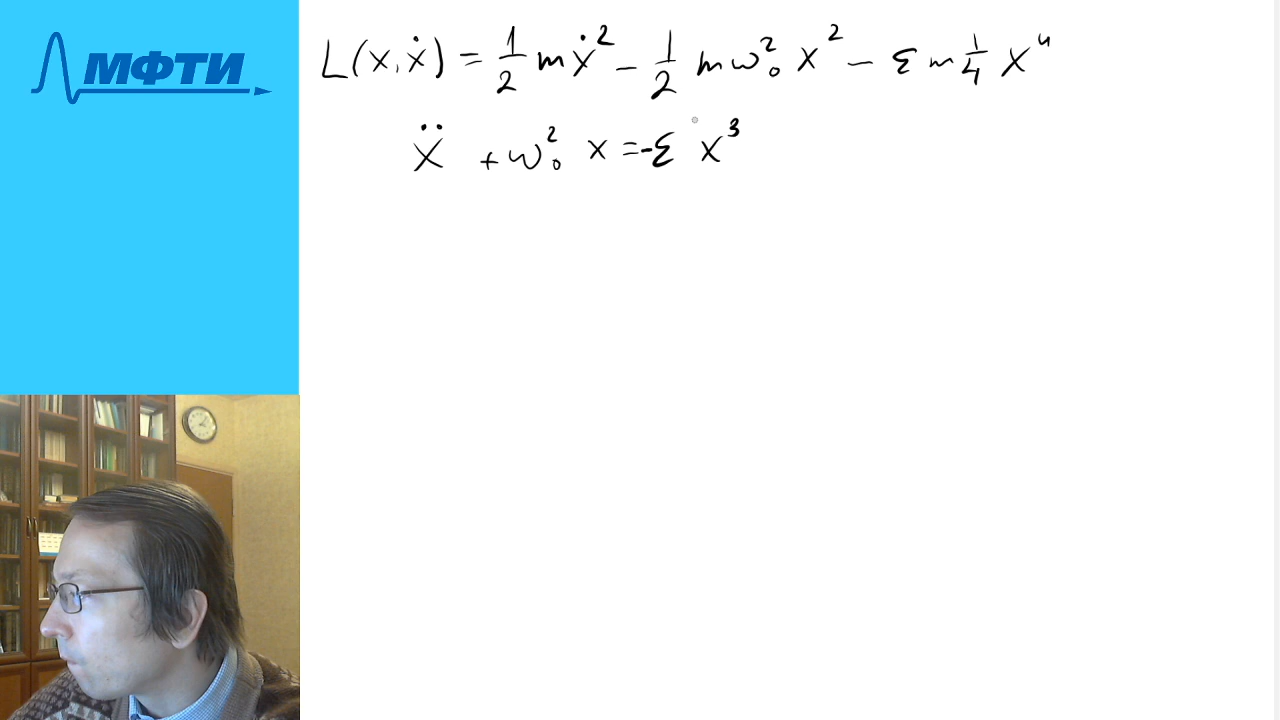 МФТИ
L(x, ẋ) = 1/2 mẋ² – 1/2 mω₀² x² – ε m 1/4 x⁴
ẍ + ω₀² x = -ε x³